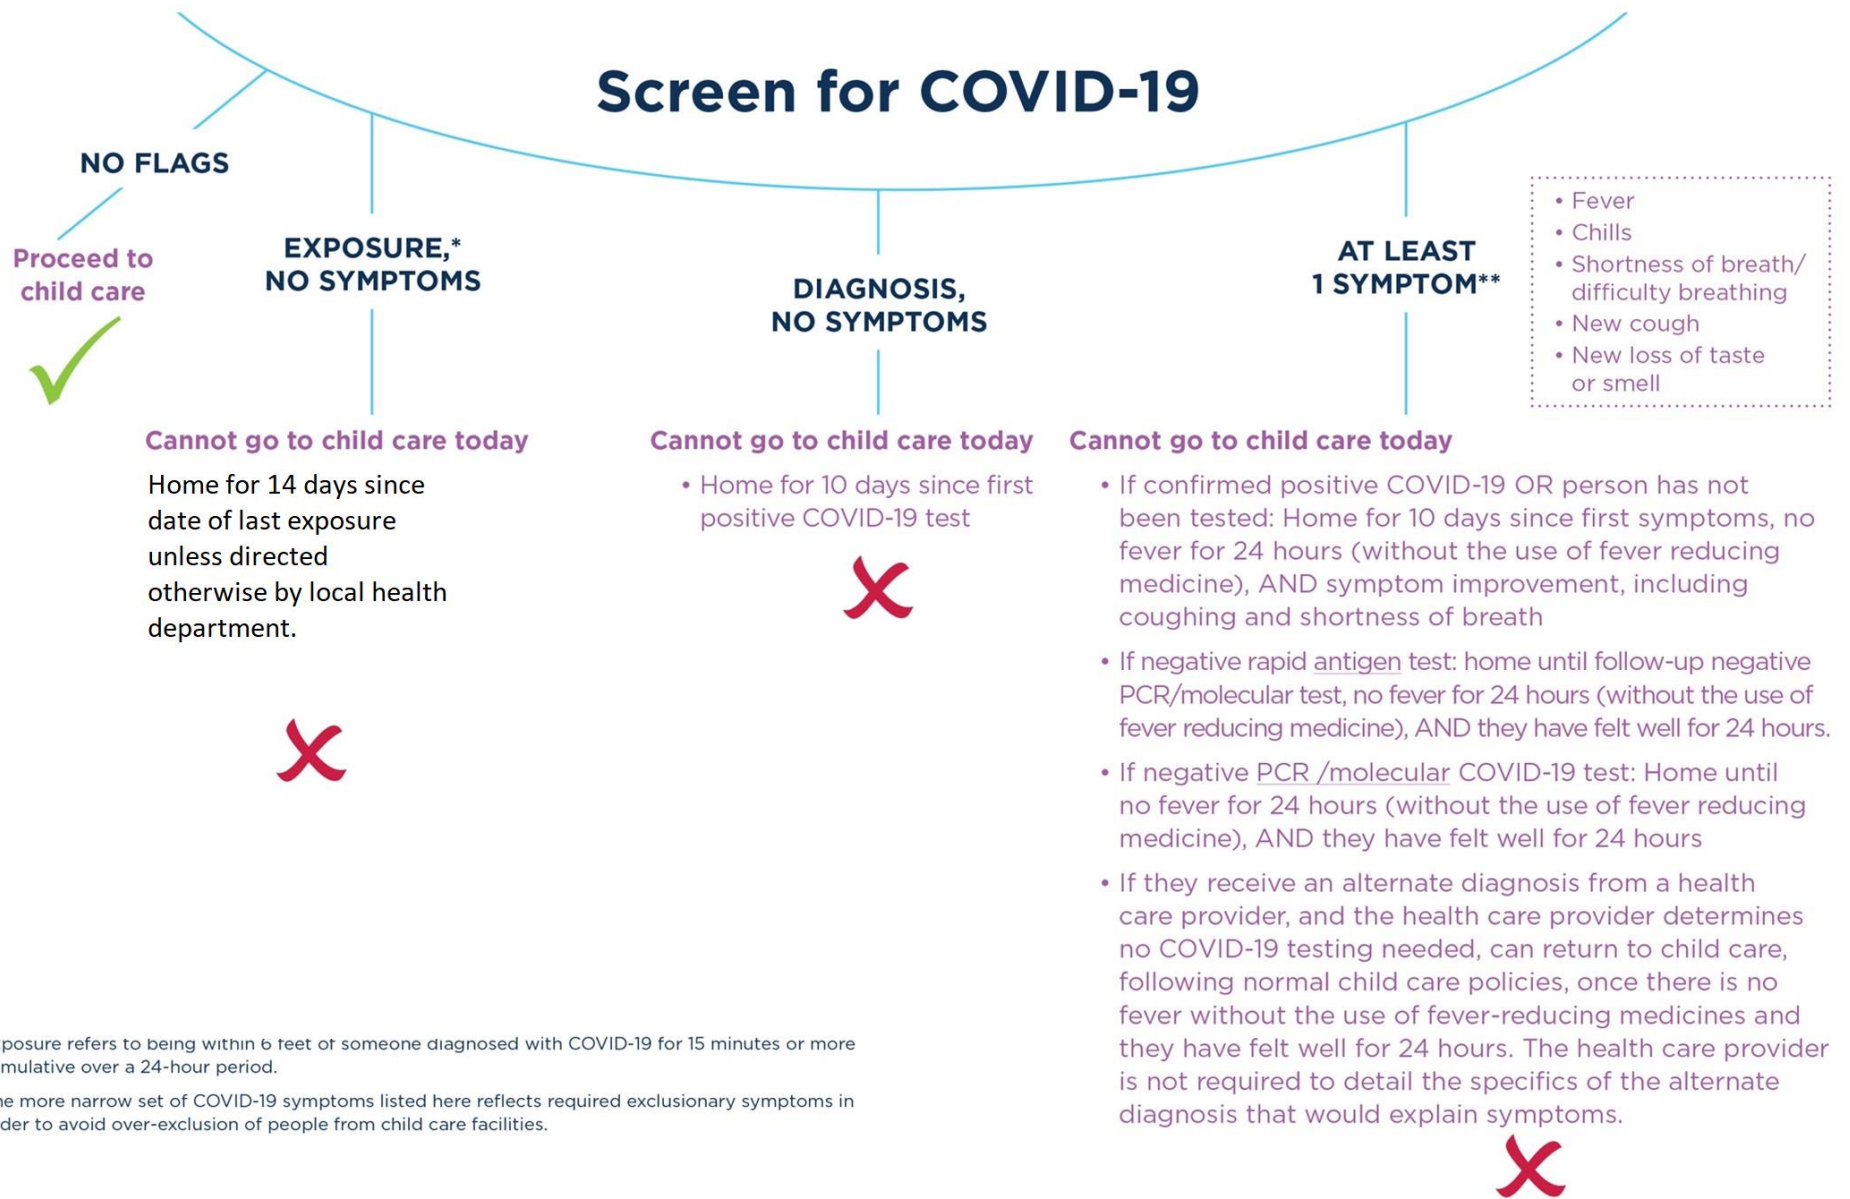 Screen for COVID-19
NO FLAGS
Proceed to
child care
EXPOSURE,*
NO SYMPTOMS
Cannot go to child care today
Home for 14 days since
date of last exposure
unless directed
otherwise by local health
department.
DIAGNOSIS,
NO SYMPTOMS
Cannot go to child care today
• Home for 10 days since first
positive COVID-19 test
AT LEAST
1 SYMPTOM**
• Fever
• Chills
• Shortness of breath/
difficulty breathing
• New cough
• New loss of taste
or smell
Cannot go to child care today
• If confirmed positive COVID-19 OR person has not
been tested: Home for 10 days since first symptoms, no
fever for 24 hours (without the use of fever reducing
medicine), AND symptom improvement, including
coughing and shortness of breath
• If negative rapid antigen test: home until follow-up negative
PCR/molecular test, no fever for 24 hours (without the use of
fever reducing medicine), AND they have felt well for 24 hours.
• If negative PCR /molecular COVID-19 test: Home until
no fever for 24 hours (without the use of fever reducing
medicine), AND they have felt well for 24 hours
• If they receive an alternate diagnosis from a health
care provider, and the health care provider determines
no COVID-19 testing needed, can return to child care,
following normal child care policies, once there is no
fever without the use of fever-reducing medicines and
they have felt well for 24 hours. The health care provider
is not required to detail the specifics of the alternate
diagnosis that would explain symptoms.
posure refers to being within 6 feet of someone diagnosed with COVID-19 for 15 minutes or more
mulative over a 24-hour period.
ne more narrow set of COVID-19 symptoms listed here reflects required exclusionary symptoms in
der to avoid over-exclusion of people from child care facilities.